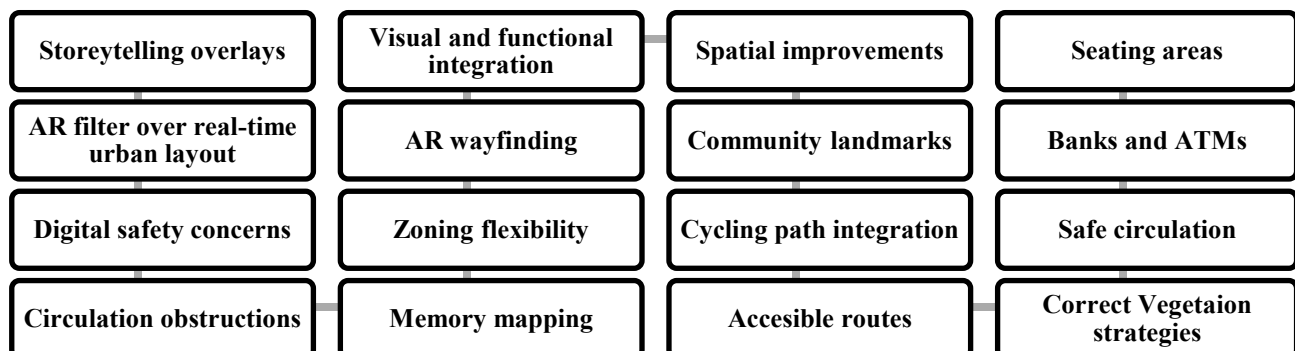 Storeytelling overlays
AR filter over real-time
urban layout
Digital safety concerns
Circulation obstructions
Memory mapping
Zoning flexibility
AR wayfinding
Visual and functional
integration
Spatial improvements
Community landmarks
Cycling path integration
Accesible routes
Correct Vegetaion
strategies
Safe circulation
Banks and ATMs
Seating areas